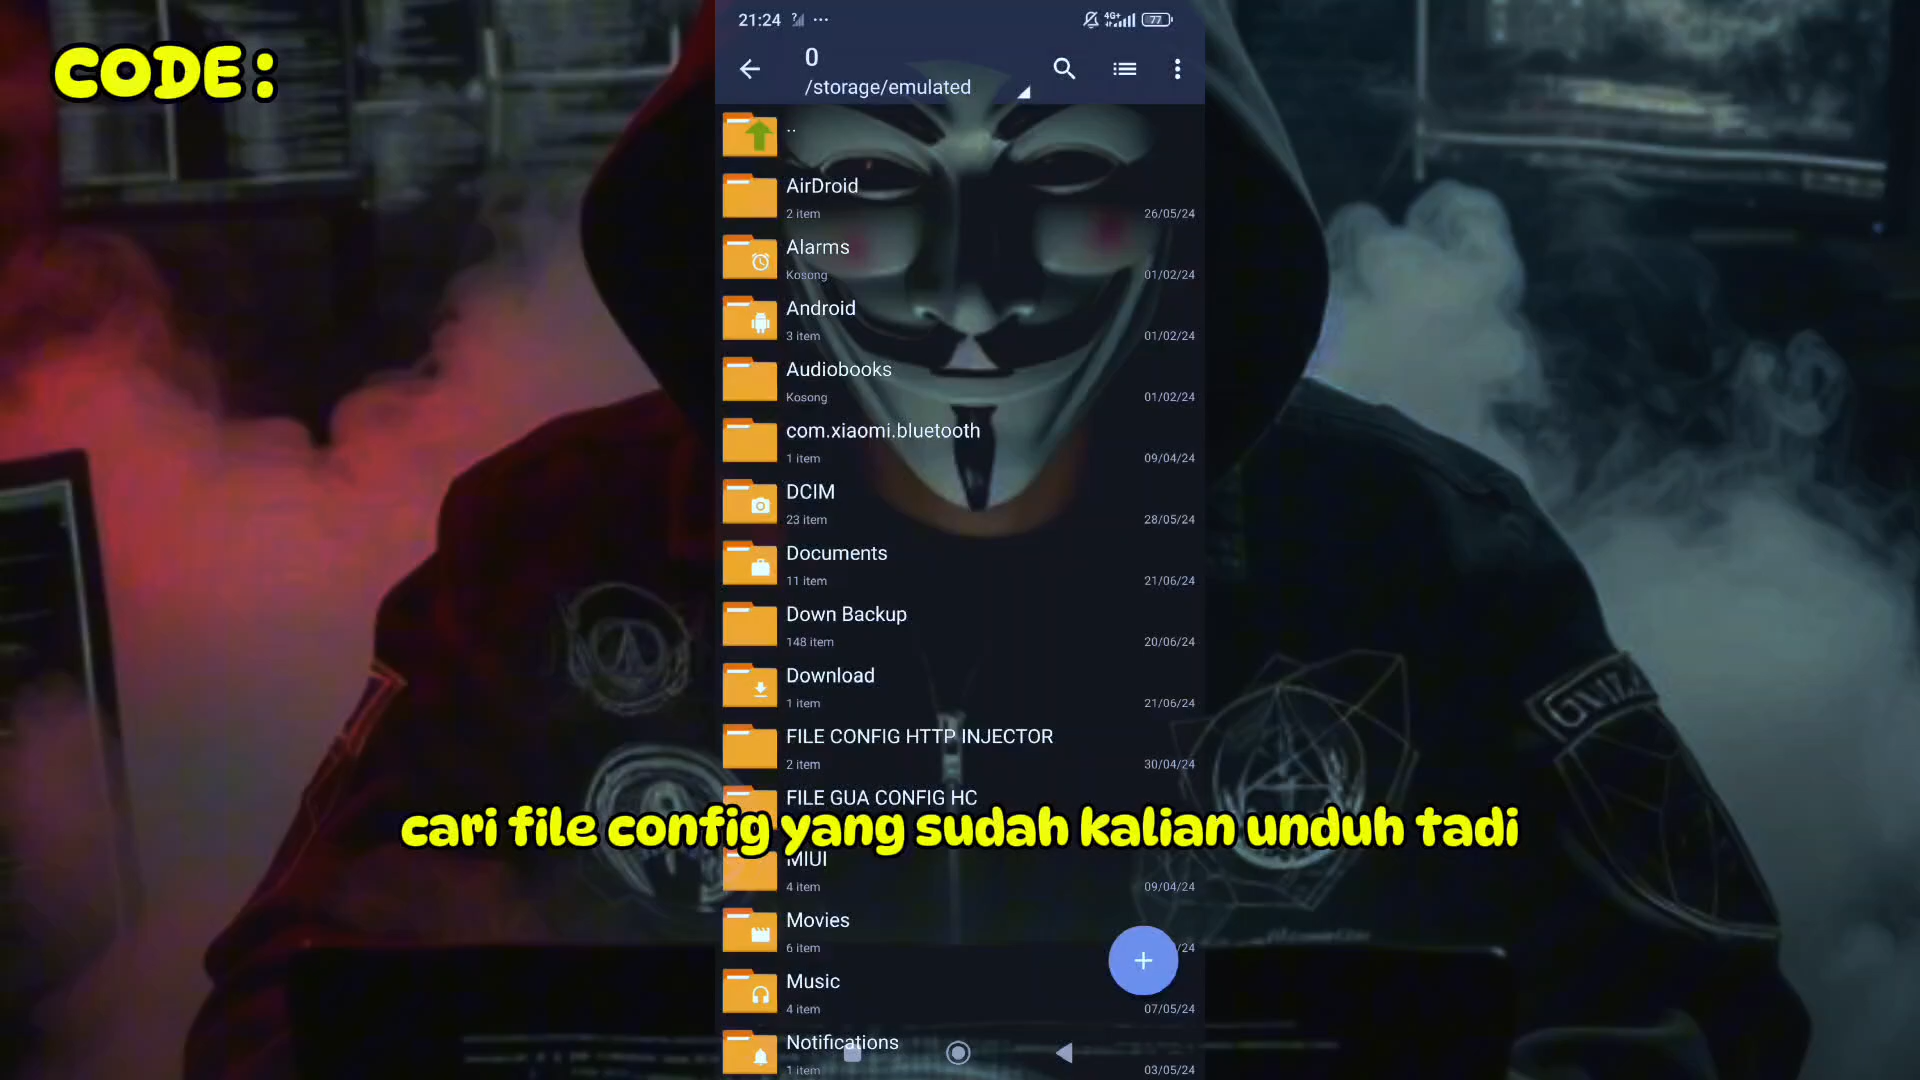 CODE:
21:24
4G+
77
0
/storage/emulated
..
AirDroid
2 item
26/05/24
Alarms
Kosong
01/02/24
Android
3 item
01/02/24
Audiobooks
Kosong
01/02/24
com.xiaomi.bluetooth
1 item
09/04/24
DCIM
23 item
28/05/24
Documents
11 item
21/06/24
Down Backup
148 item
20/06/24
Download
1 item
21/06/24
FILE CONFIG HTTP INJECTOR
2 item
30/04/24
FILE GUA CONFIG HC
cari file config yang sudah kalian unduh tadi
MIUI
4 item
09/04/24
Movies
6 item
/24
Music
4 item
07/05/24
Notifications
1 item
03/05/24